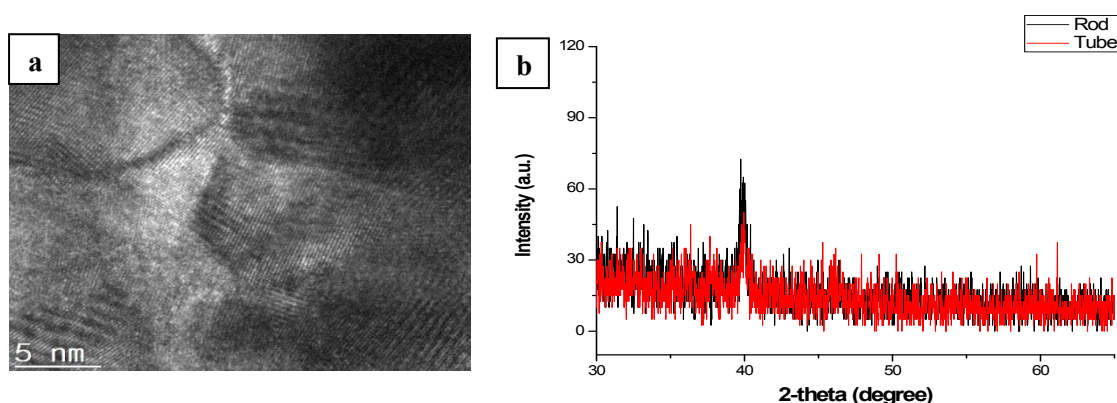 a
5 nm
b
Rod
Tube
120
90
60
30
0
Intensity (a.u.)
30
40
50
60
2-theta (degree)